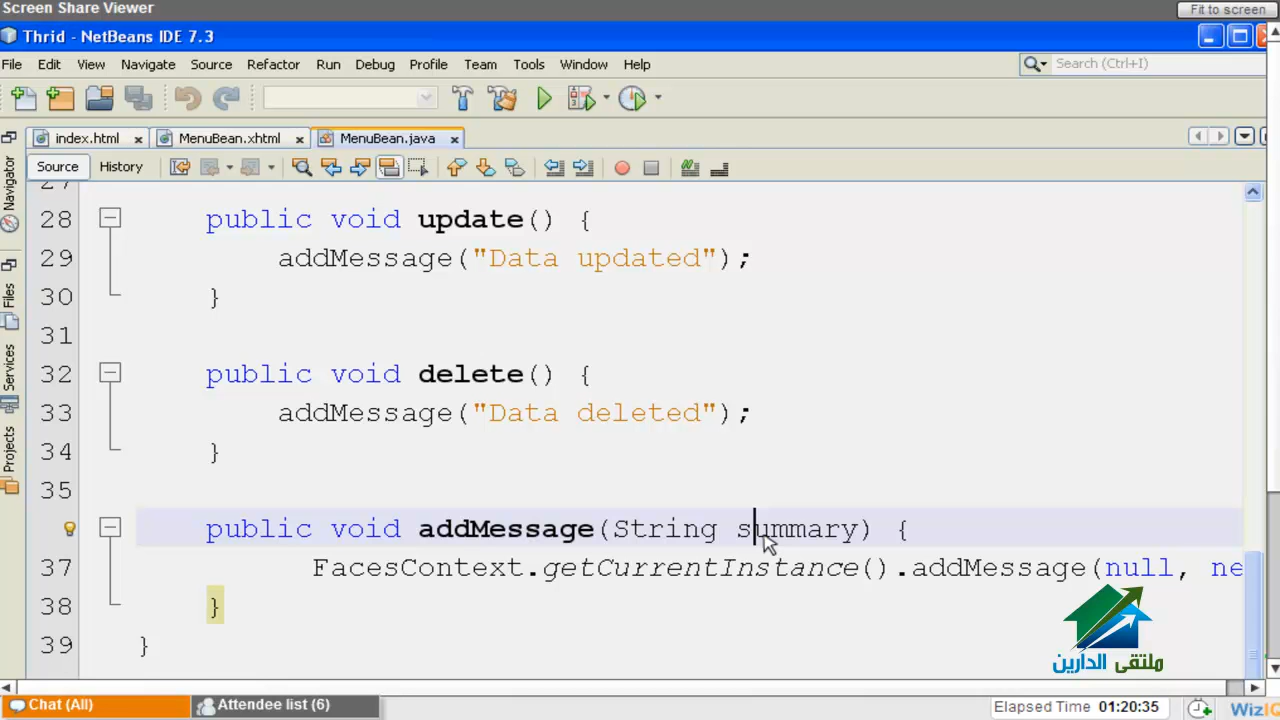 Screen Share Viewer
Fit to screen
Thrid - NetBeans IDE 7.3
File Edit View Navigate Source Refactor Run Debug Profile Team Tools Window Help
Search (Ctrl+I)
index.html MenuBean.xhtml MenuBean.java
Source History
Navigator
Files
Services
Projects
27
28 public void update() {
29 addMessage("Data updated");
30 }
31
32 public void delete() {
33 addMessage("Data deleted");
34 }
35
public void addMessage(String summary) {
37 FacesContext.getCurrentInstance().addMessage(null, ne
38 }
39 }
ملتقى الدارين
Chat (All) Attendee list (6) Elapsed Time 01:20:35 WizIQ